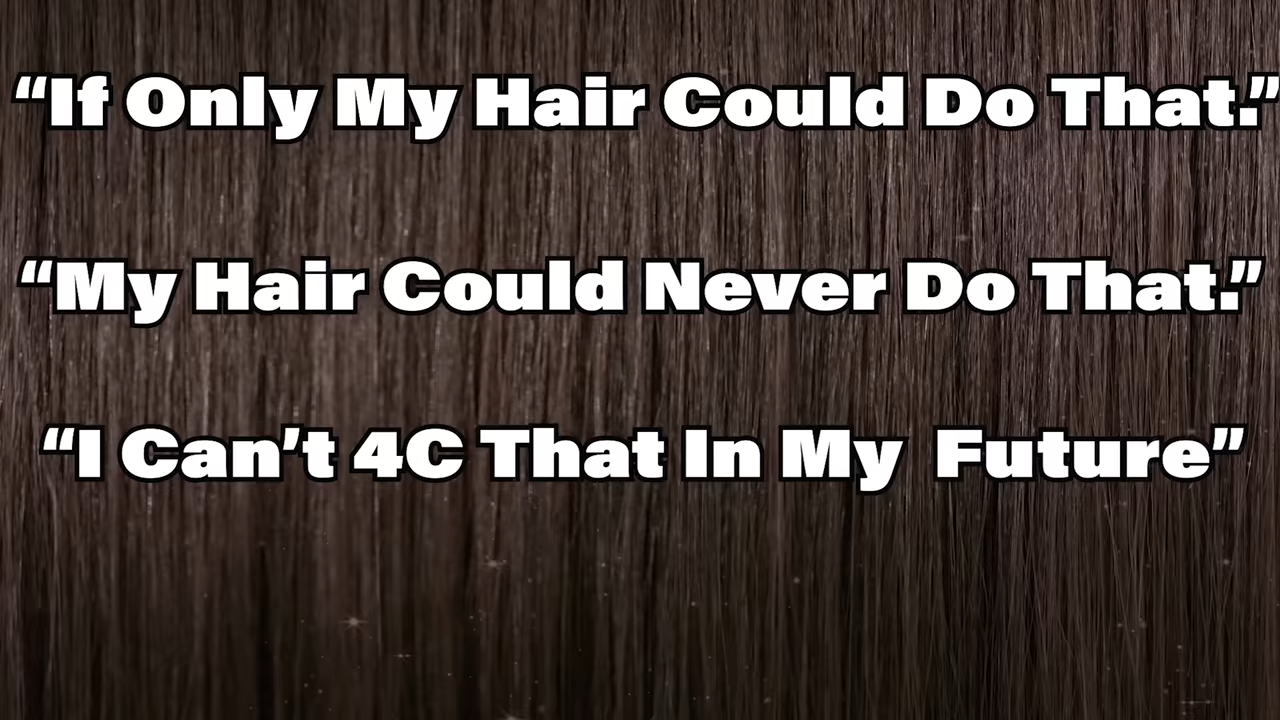 “If Only My Hair Could Do That.”
“My Hair Could Never Do That.”
“I Can’t 4C That In My  Future”